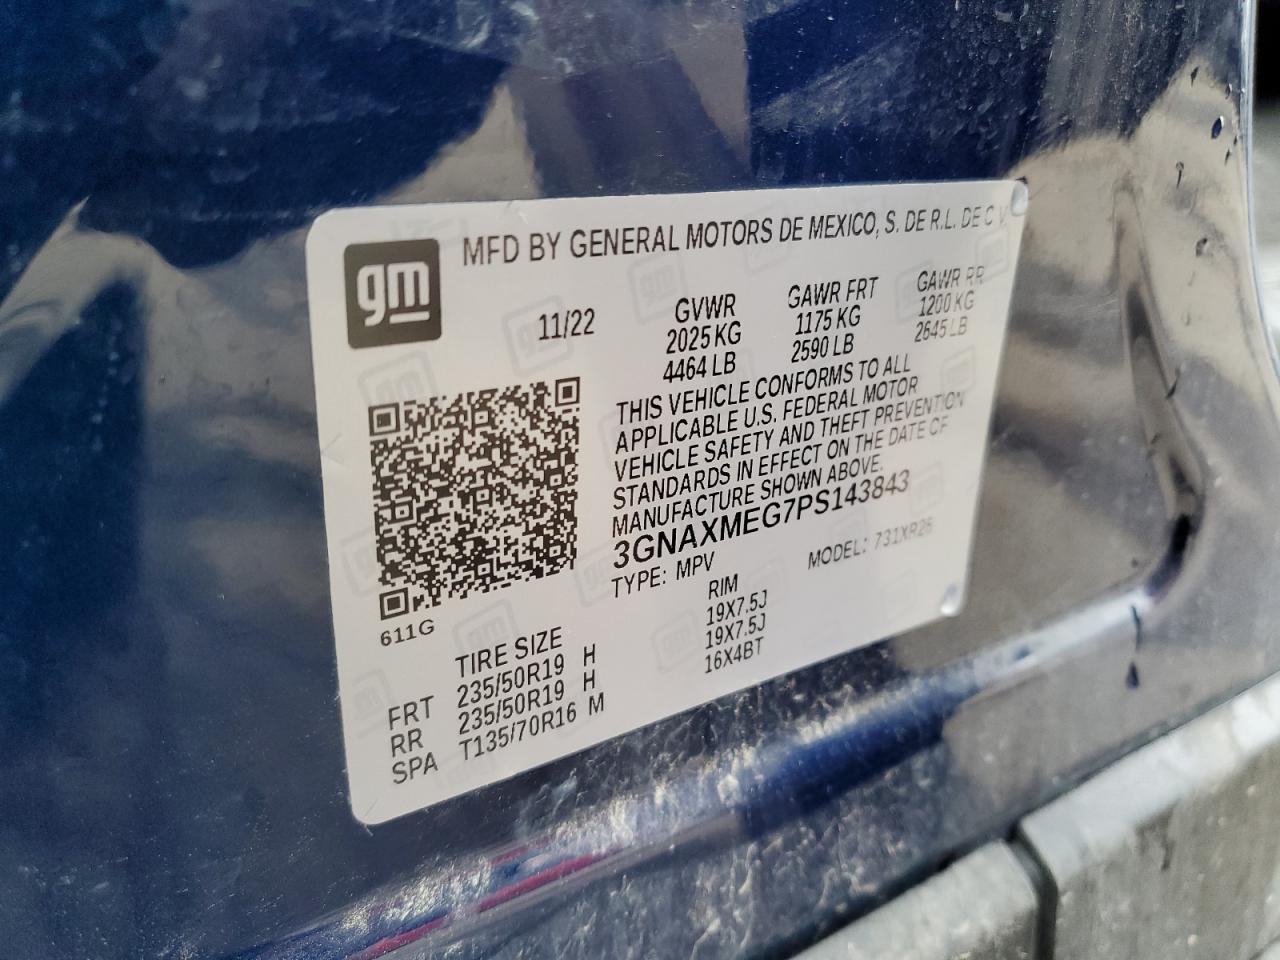 gm
MFD BY GENERAL MOTORS DE MEXICO, S. DE R.L. DE C V
11/22
GVWR GAWR FRT GAWR RR
2025 KG 1175 KG 1200 KG
4464 LB 2590 LB 2645 LB
THIS VEHICLE CONFORMS TO ALL
APPLICABLE U.S. FEDERAL MOTOR
VEHICLE SAFETY AND THEFT PREVENTION
STANDARDS IN EFFECT ON THE DATE OF
MANUFACTURE SHOWN ABOVE.
3GNAXMEG7PS143843
TYPE: MPV MODEL: 731XR26
611G
TIRE SIZE RIM
FRT 235/50R19 H 19X7.5J
RR 235/50R19 H 19X7.5J
SPA T135/70R16 M 16X4BT